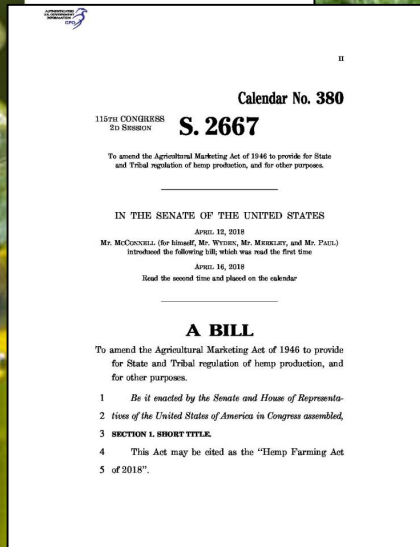 AUTHENTICATED
U.S. GOVERNMENT
INFORMATION
GPO
II
Calendar No. 380
115TH CONGRESS
2D SESSION
S. 2667
To amend the Agricultural Marketing Act of 1946 to provide for State
and Tribal regulation of hemp production, and for other purposes.
IN THE SENATE OF THE UNITED STATES
APRIL 12, 2018
Mr. MCCONNELL (for himself, Mr. WYDEN, Mr. MERKLEY, and Mr. PAUL)
introduced the following bill; which was read the first time
APRIL 16, 2018
Read the second time and placed on the calendar
A BILL
To amend the Agricultural Marketing Act of 1946 to provide
for State and Tribal regulation of hemp production, and
for other purposes.
1 Be it enacted by the Senate and House of Representa-
2 tives of the United States of America in Congress assembled,
3 SECTION 1. SHORT TITLE.
4 This Act may be cited as the “Hemp Farming Act
5 of 2018”.